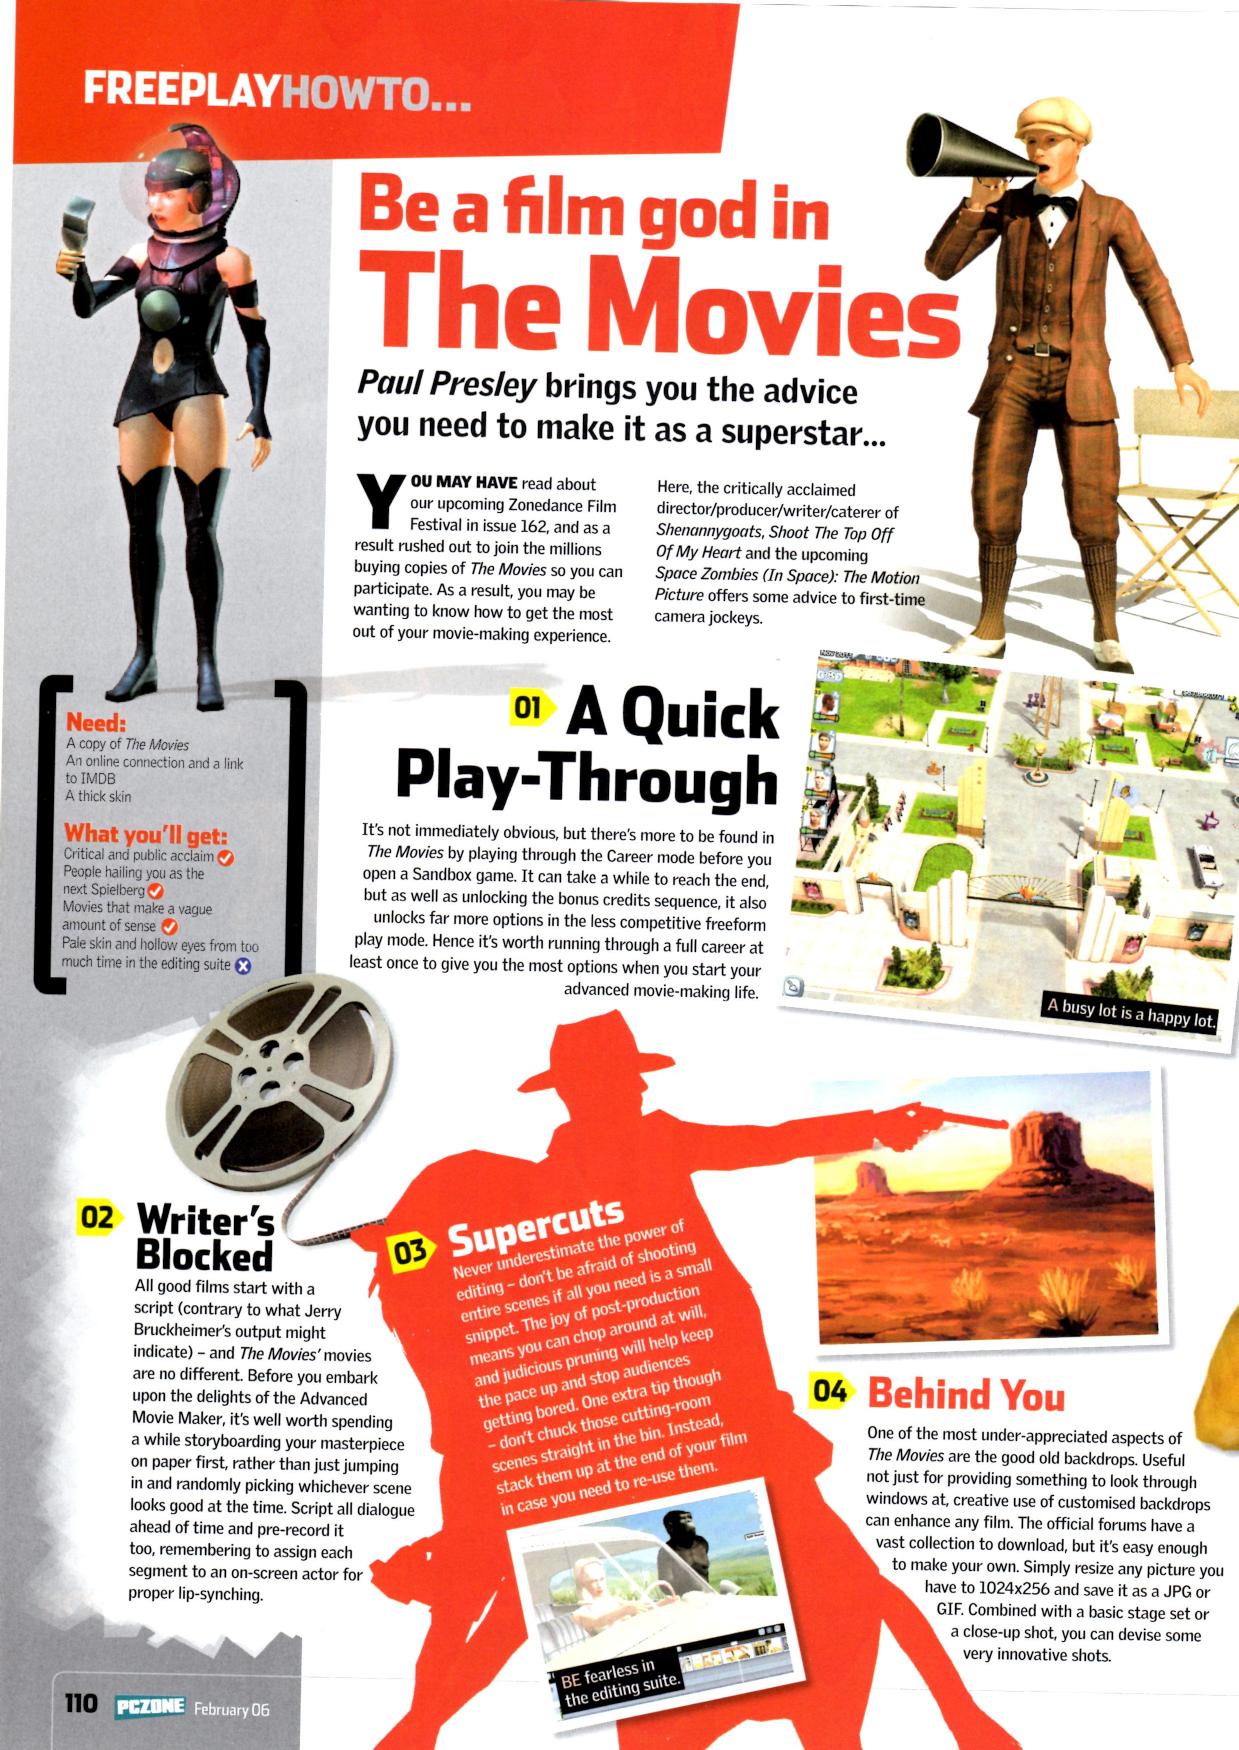 FREEPLAYHOWTO...
Be a film god in
The Movies
Paul Presley brings you the advice
you need to make it as a superstar...
YOU MAY HAVE read about
our upcoming Zonedance Film
Festival in issue 162, and as a
result rushed out to join the millions
buying copies of The Movies so you can
participate. As a result, you may be
wanting to know how to get the most
out of your movie-making experience.
Here, the critically acclaimed
director/producer/writer/caterer of
Shenannygoats, Shoot The Top Off
Of My Heart and the upcoming
Space Zombies (In Space): The Motion
Picture offers some advice to first-time
camera jockeys.
Need:
A copy of The Movies
An online connection and a link
to IMDB
A thick skin
What you'll get:
Critical and public acclaim
People hailing you as the
next Spielberg
Movies that make a vague
amount of sense
Pale skin and hollow eyes from too
much time in the editing suite
01 A Quick
Play-Through
It's not immediately obvious, but there's more to be found in
The Movies by playing through the Career mode before you
open a Sandbox game. It can take a while to reach the end,
but as well as unlocking the bonus credits sequence, it also
unlocks far more options in the less competitive freeform
play mode. Hence it's worth running through a full career at
least once to give you the most options when you start your
advanced movie-making life.
A busy lot is a happy lot.
02 Writer's
Blocked
All good films start with a
script (contrary to what Jerry
Bruckheimer's output might
indicate) – and The Movies' movies
are no different. Before you embark
upon the delights of the Advanced
Movie Maker, it's well worth spending
a while storyboarding your masterpiece
on paper first, rather than just jumping
in and randomly picking whichever scene
looks good at the time. Script all dialogue
ahead of time and pre-record it
too, remembering to assign each
segment to an on-screen actor for
proper lip-synching.
03 Supercuts
Never underestimate the power of
editing – don't be afraid of shooting
entire scenes if all you need is a small
snippet. The joy of post-production
means you can chop around at will,
and judicious pruning will help keep
the pace up and stop audiences
getting bored. One extra tip though
– don't chuck those cutting-room
scenes straight in the bin. Instead,
stack them up at the end of your film
in case you need to re-use them.
BE fearless in
the editing suite.
04 Behind You
One of the most under-appreciated aspects of
The Movies are the good old backdrops. Useful
not just for providing something to look through
windows at, creative use of customised backdrops
can enhance any film. The official forums have a
vast collection to download, but it's easy enough
to make your own. Simply resize any picture you
have to 1024x256 and save it as a JPG or
GIF. Combined with a basic stage set or
a close-up shot, you can devise some
very innovative shots.
110 PCZONE February 06